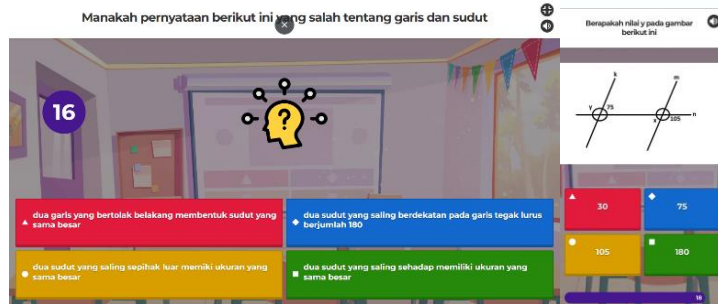 Manakah pernyataan berikut ini yang salah tentang garis dan sudut
16
dua garis yang bertolak belakang membentuk sudut yang
sama besar
dua sudut yang saling berdekatan pada garis tegak lurus
berjumlah 180
dua sudut yang saling sepihak luar memiki ukuran yang
sama besar
dua sudut yang saling sehadap memiliki ukuran yang
sama besar
Berapakah nilai y pada gambar
berikut ini
k
m
y
75
n
x
105
30
75
105
180
18